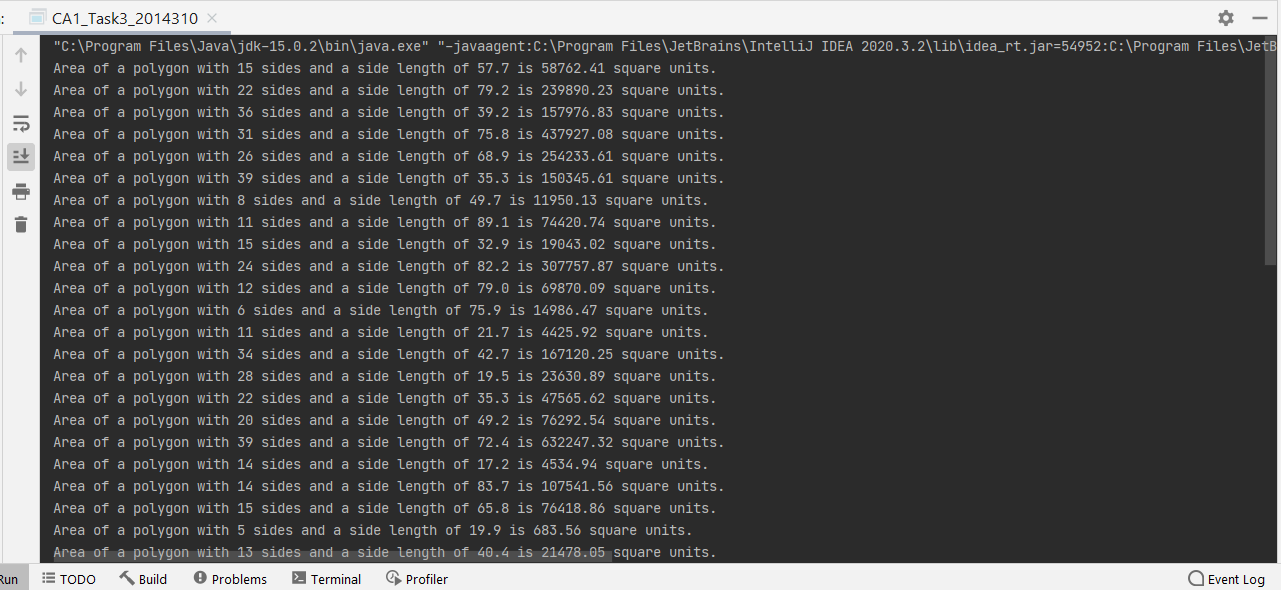 : CA1_Task3_2014310 ×
"C:\Program Files\Java\jdk-15.0.2\bin\java.exe" "-javaagent:C:\Program Files\JetBrains\IntelliJ IDEA 2020.3.2\lib\idea_rt.jar=54952:C:\Program Files\JetB
Area of a polygon with 15 sides and a side length of 57.7 is 58762.41 square units.
Area of a polygon with 22 sides and a side length of 79.2 is 239890.23 square units.
Area of a polygon with 36 sides and a side length of 39.2 is 157976.83 square units.
Area of a polygon with 31 sides and a side length of 75.8 is 437927.08 square units.
Area of a polygon with 26 sides and a side length of 68.9 is 254233.61 square units.
Area of a polygon with 39 sides and a side length of 35.3 is 150345.61 square units.
Area of a polygon with 8 sides and a side length of 49.7 is 11950.13 square units.
Area of a polygon with 11 sides and a side length of 89.1 is 74420.74 square units.
Area of a polygon with 15 sides and a side length of 32.9 is 19043.02 square units.
Area of a polygon with 24 sides and a side length of 82.2 is 307757.87 square units.
Area of a polygon with 12 sides and a side length of 79.0 is 69870.09 square units.
Area of a polygon with 6 sides and a side length of 75.9 is 14986.47 square units.
Area of a polygon with 11 sides and a side length of 21.7 is 4425.92 square units.
Area of a polygon with 34 sides and a side length of 42.7 is 167120.25 square units.
Area of a polygon with 28 sides and a side length of 19.5 is 23630.89 square units.
Area of a polygon with 22 sides and a side length of 35.3 is 47565.62 square units.
Area of a polygon with 20 sides and a side length of 49.2 is 76292.54 square units.
Area of a polygon with 39 sides and a side length of 72.4 is 632247.32 square units.
Area of a polygon with 14 sides and a side length of 17.2 is 4534.94 square units.
Area of a polygon with 14 sides and a side length of 83.7 is 107541.56 square units.
Area of a polygon with 15 sides and a side length of 65.8 is 76418.86 square units.
Area of a polygon with 5 sides and a side length of 19.9 is 683.56 square units.
Area of a polygon with 13 sides and a side length of 40.4 is 21478.05 square units.
Run TODO Build Problems Terminal Profiler Event Log